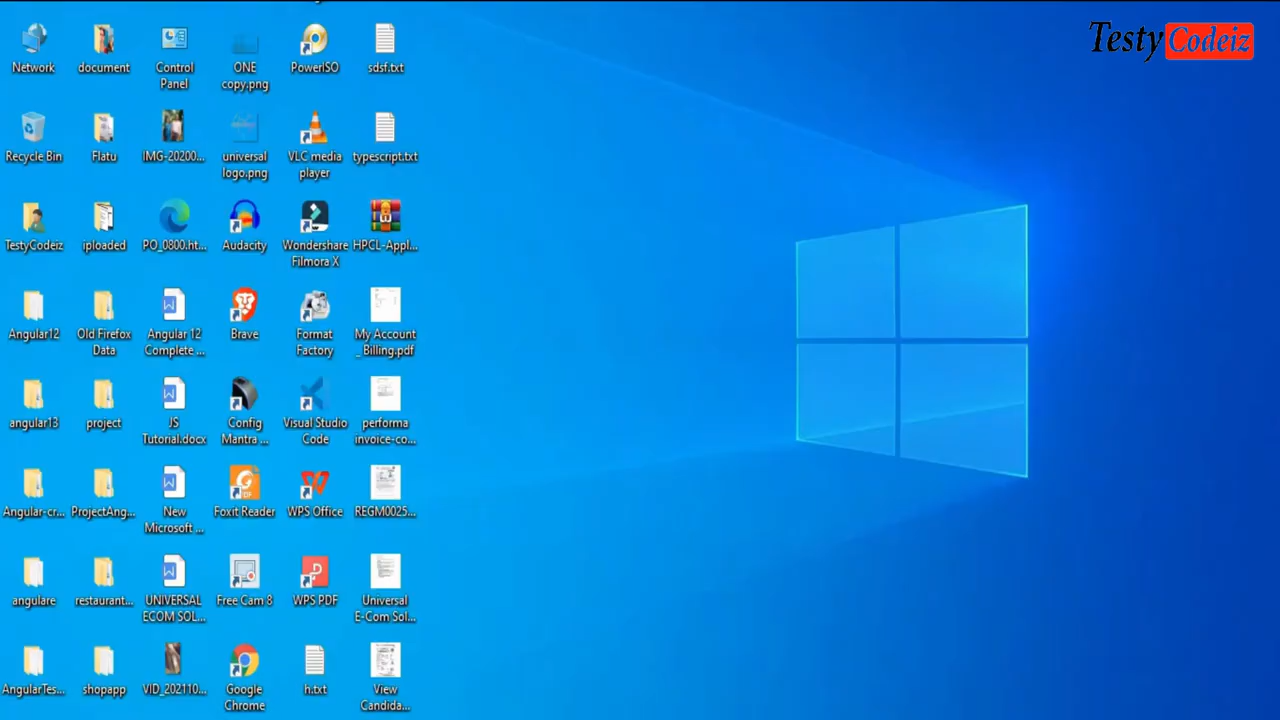 Testy Codeiz
Network
document
Control
Panel
ONE
copy.png
PowerISO
sdsf.txt
Recycle Bin
Flatu
IMG-20200...
universal
logo.png
VLC media
player
typescript.txt
TestyCodeiz
iploaded
PO_0800.ht...
Audacity
Wondershare
Filmora X
HPCL-Appl...
Angular12
Old Firefox
Data
Angular 12
Complete ...
Brave
Format
Factory
My Account
_ Billing.pdf
angular13
project
JS
Tutorial.docx
Config
Mantra ...
Visual Studio
Code
performa
invoice-co...
Angular-cr...
ProjectAng...
New
Microsoft ...
Foxit Reader
WPS Office
REGM0025...
angulare
restaurant...
UNIVERSAL
ECOM SOL...
Free Cam 8
WPS PDF
Universal
E-Com Sol...
AngularTes...
shopapp
VID_202110...
Google
Chrome
h.txt
View
Candida...